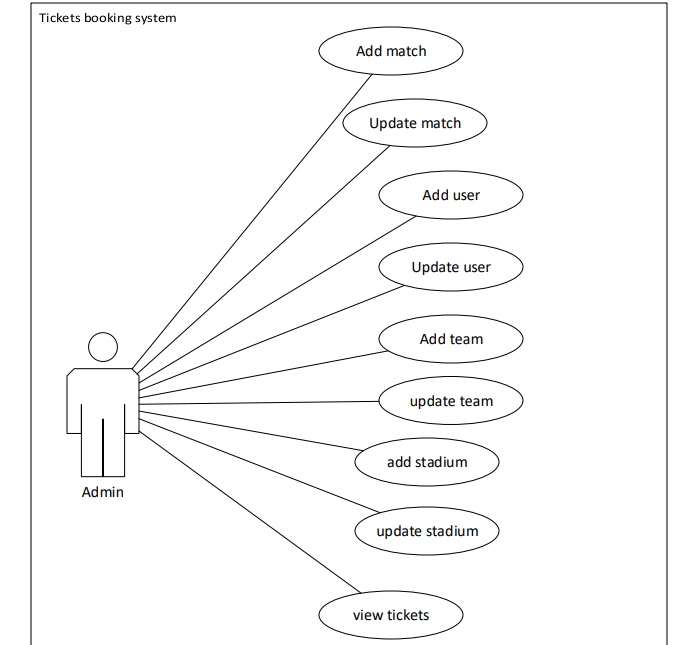 Tickets booking system
Add match
Update match
Add user
Update user
Add team
update team
add stadium
update stadium
Admin
view tickets